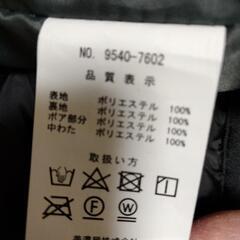 NO. 9540-7602
品質表示
表地 ポリエステル 100%
裏地 ポリエステル 100%
ボア部分 ポリエステル 100%
中わた ポリエステル 100%
取扱い方